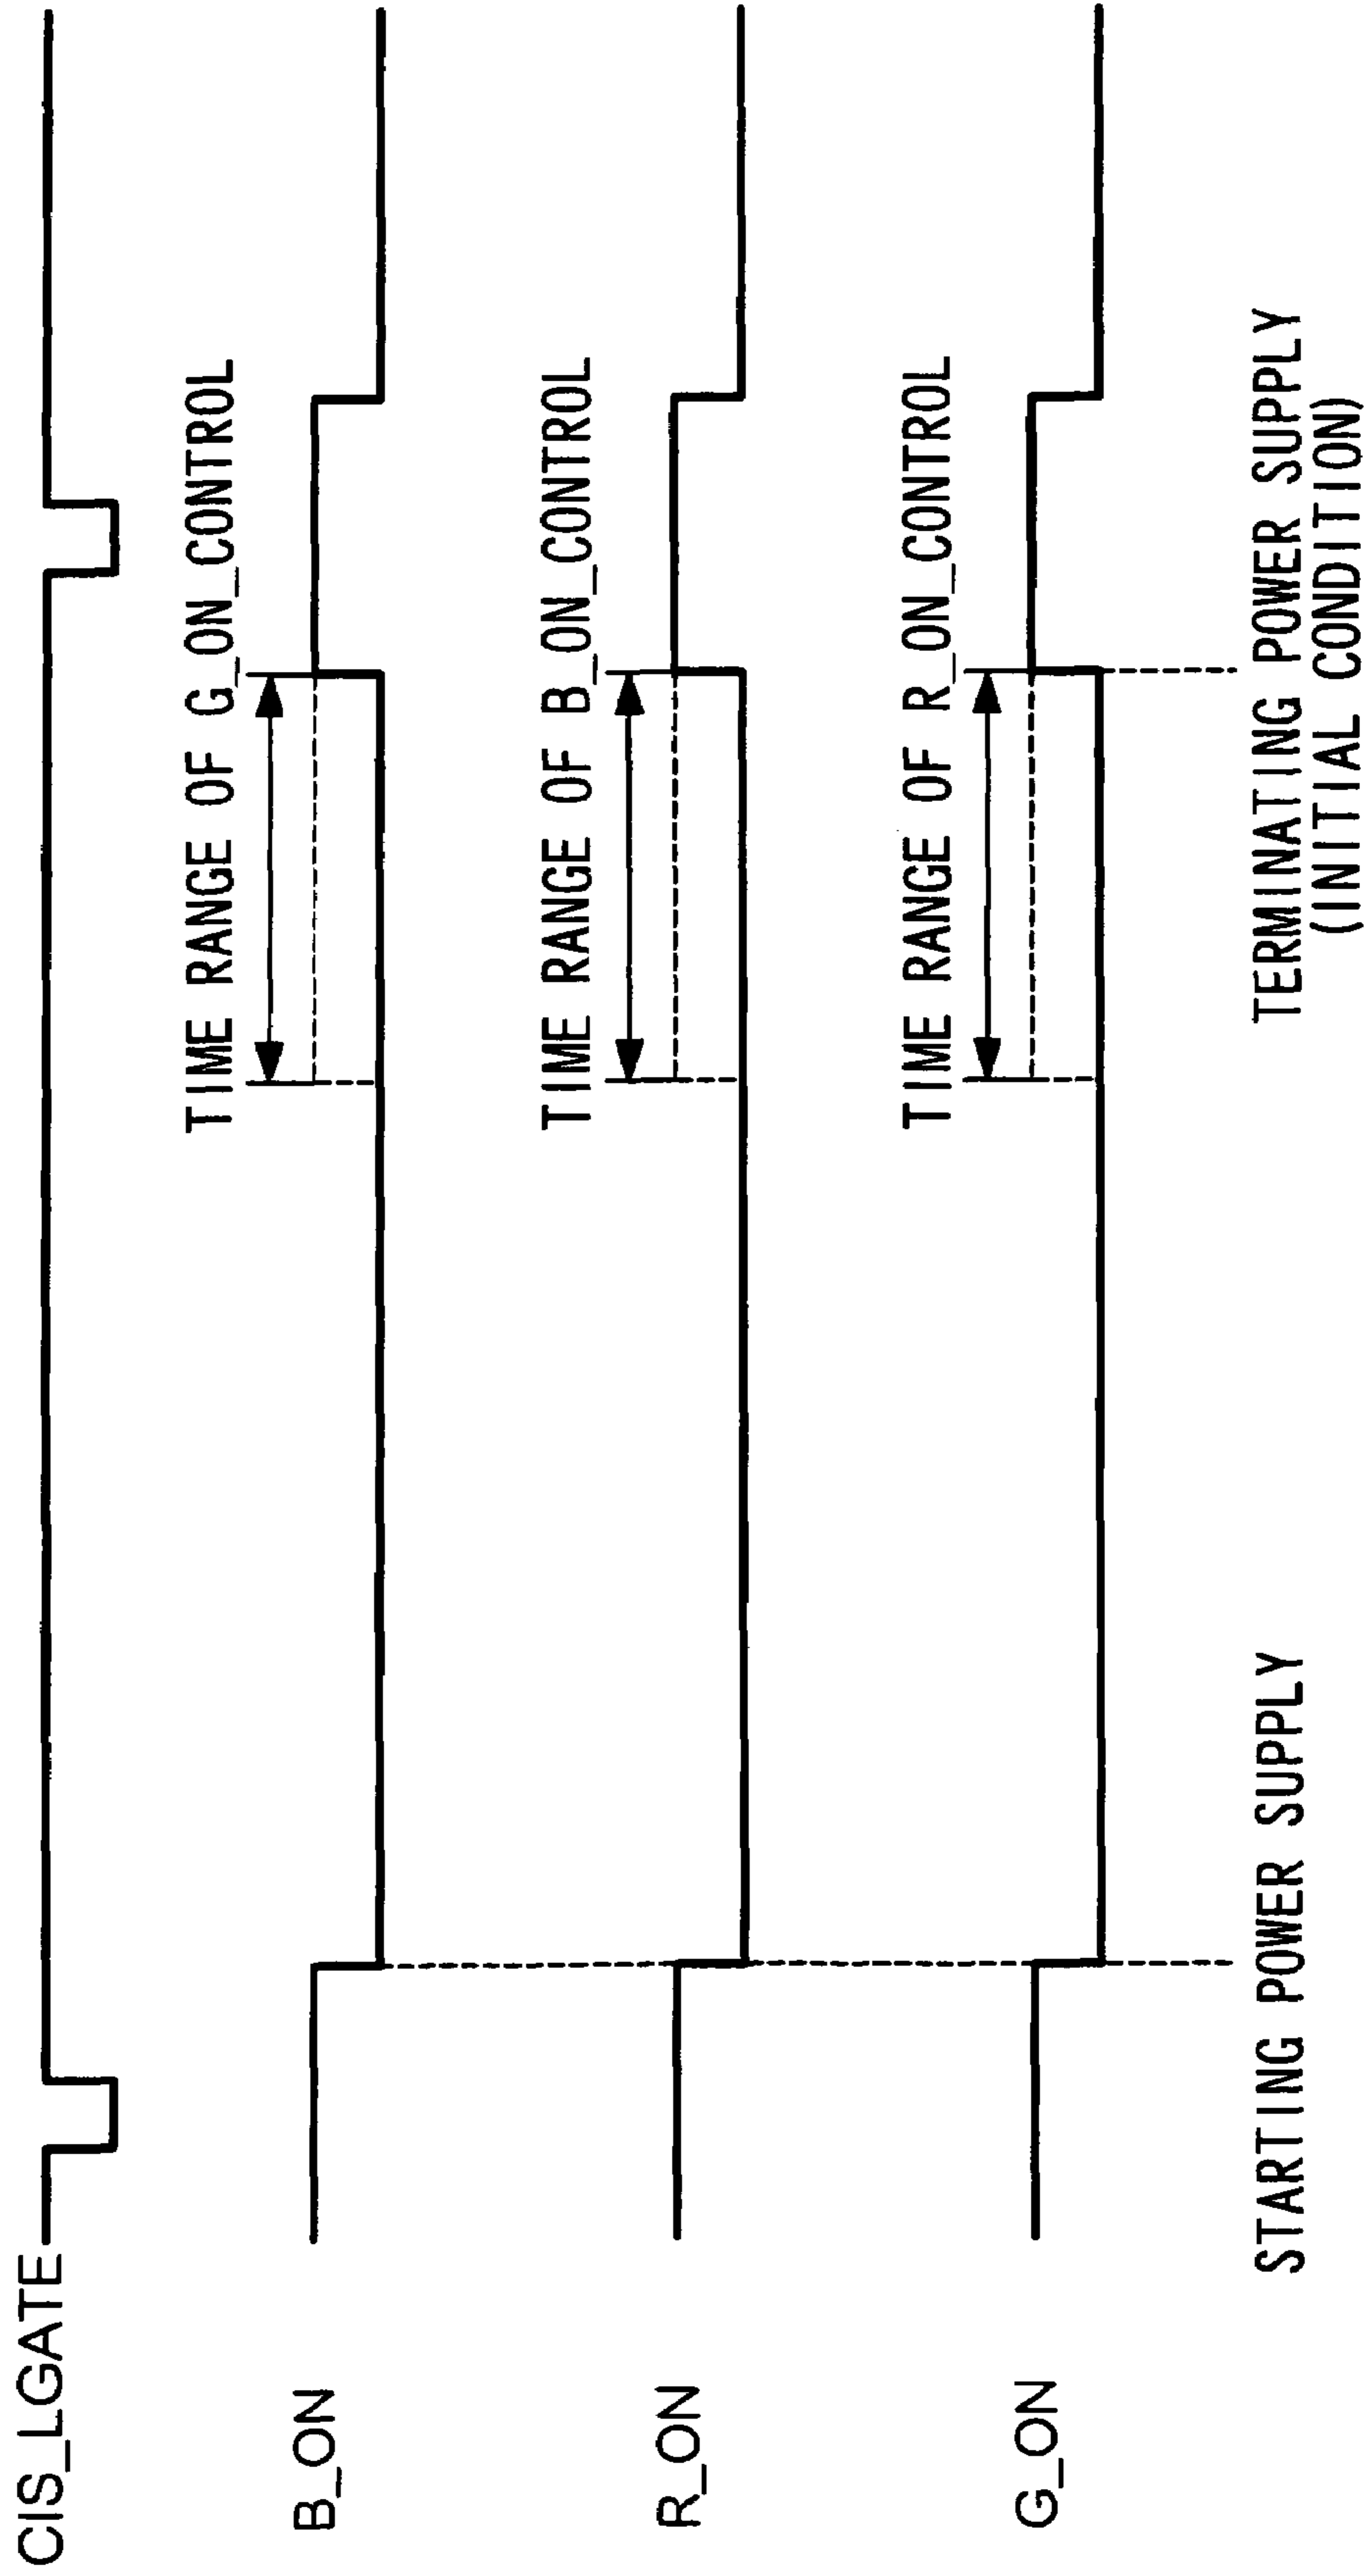 CIS_LGATE
TIME RANGE OF G_ON_CONTROL
B_ON
TIME RANGE OF B_ON_CONTROL
R_ON
TIME RANGE OF R_ON_CONTROL
G_ON
STARTING POWER SUPPLY
TERMINATING POWER SUPPLY
(INITIAL CONDITION)